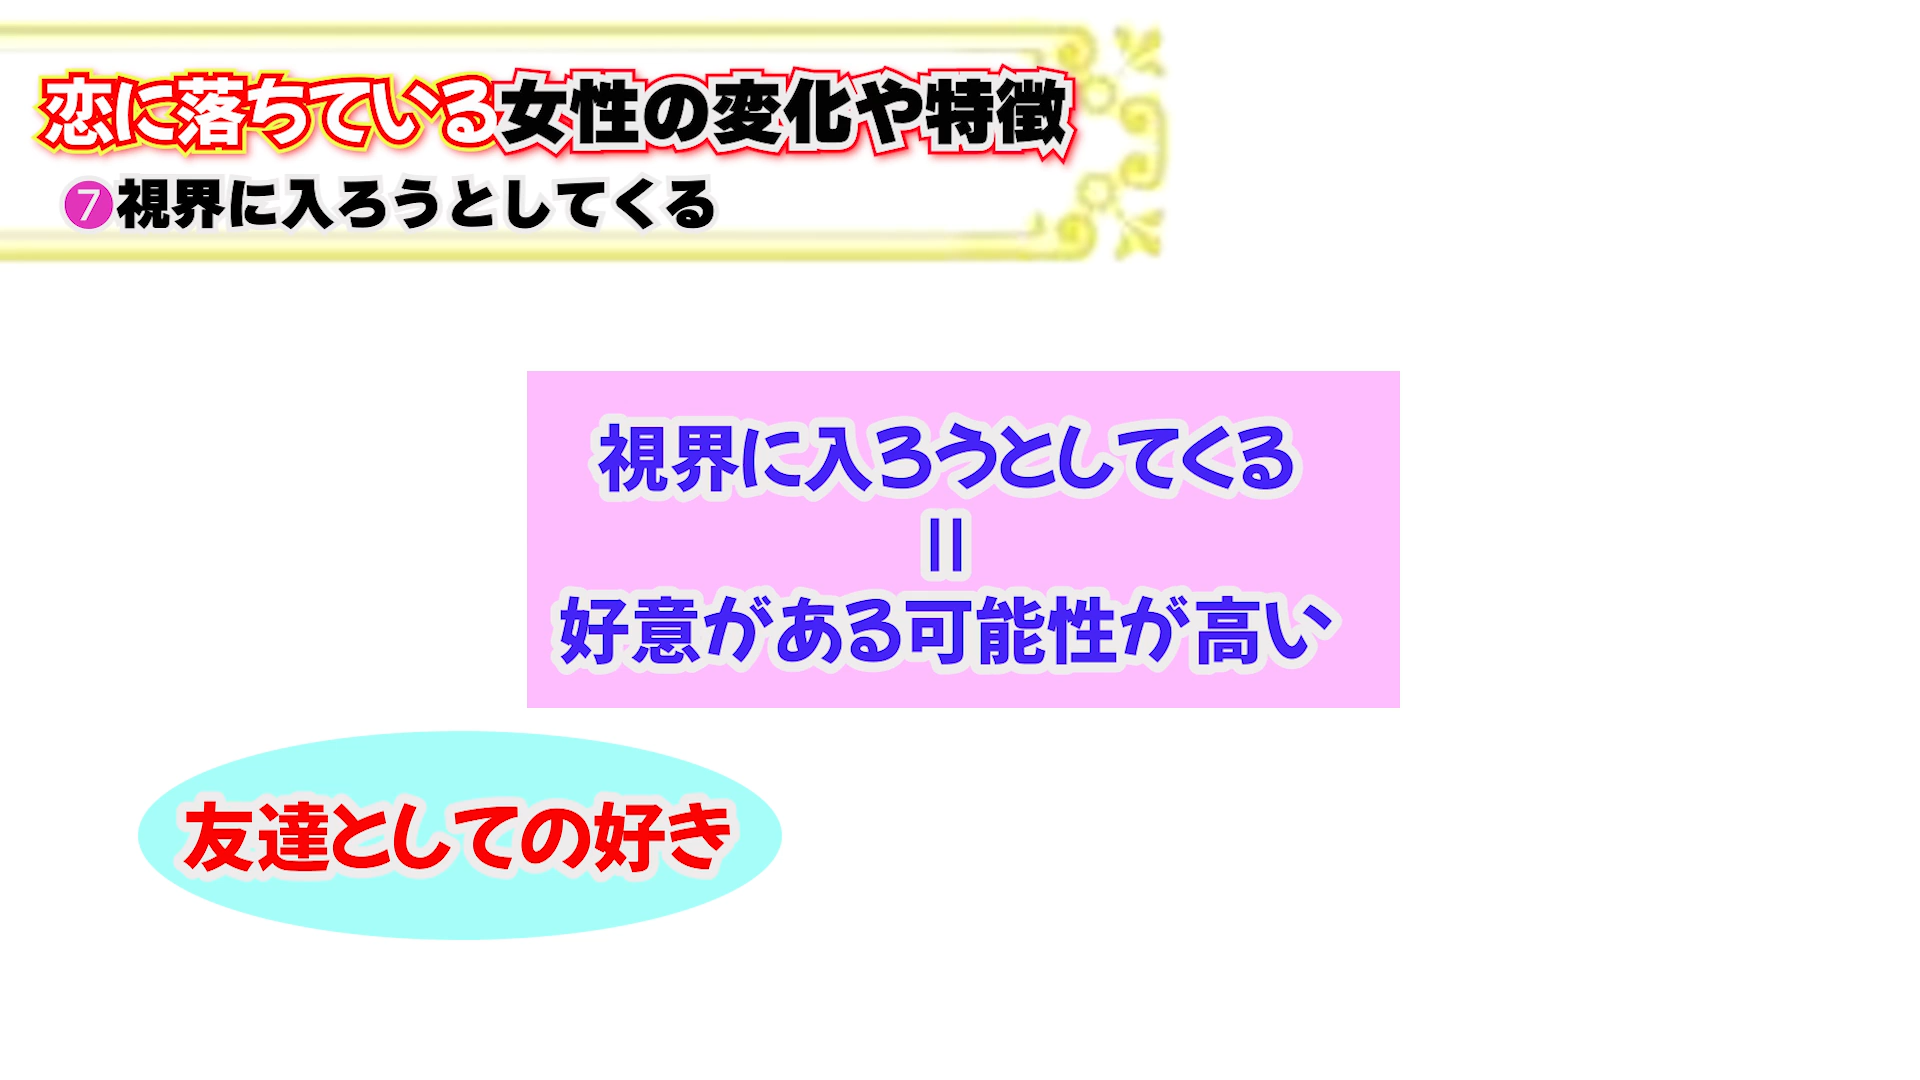 恋に落ちている女性の変化や特徴
❼視界に入ろうとしてくる
視界に入ろうとしてくる
॥
好意がある可能性が高い
友達としての好き